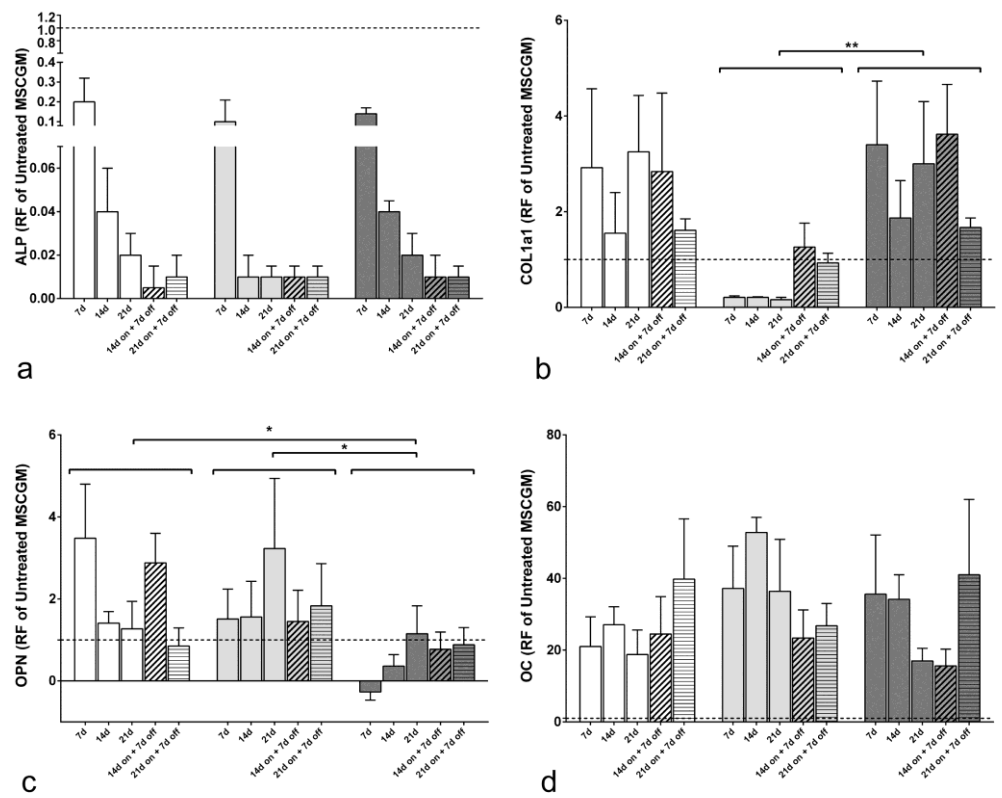 1.2
1.0
0.8
0.5
0.4
0.3
0.2
0.1
0.06
0.04
0.02
0.00
ALP (RF of Untreated MSCGM)
7d 14d 21d 14d on + 7d off 21d on + 7d off
7d 14d 21d 14d on + 7d off 21d on + 7d off
7d 14d 21d 14d on + 7d off 21d on + 7d off
a
6
4
2
0
COL1a1 (RF of Untreated MSCGM)
**
7d 14d 21d 14d on + 7d off 21d on + 7d off
7d 14d 21d 14d on + 7d off 21d on + 7d off
7d 14d 21d 14d on + 7d off 21d on + 7d off
b
6
4
2
0
OPN (RF of Untreated MSCGM)
*
*
7d 14d 21d 14d on + 7d off 21d on + 7d off
7d 14d 21d 14d on + 7d off 21d on + 7d off
7d 14d 21d 14d on + 7d off 21d on + 7d off
c
80
60
40
20
0
OC (RF of Untreated MSCGM)
7d 14d 21d 14d on + 7d off 21d on + 7d off
7d 14d 21d 14d on + 7d off 21d on + 7d off
7d 14d 21d 14d on + 7d off 21d on + 7d off
d